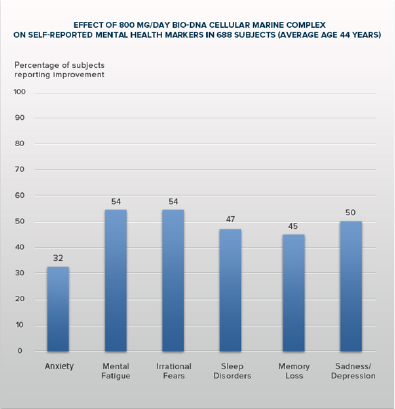 EFFECT OF 800 MG/DAY BIO-DNA CELLULAR MARINE COMPLEX
ON SELF-REPORTED MENTAL HEALTH MARKERS IN 688 SUBJECTS (AVERAGE AGE 44 YEARS)
Percentage of subjects
reporting improvement
100
90
80
70
60
50
40
30
20
10
0
32
54
54
47
45
50
Anxiety
Mental
Fatigue
Irrational
Fears
Sleep
Disorders
Memory
Loss
Sadness/
Depression